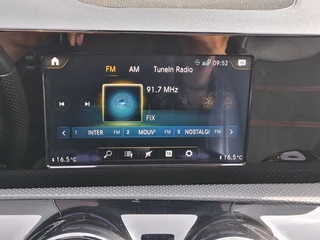 FM AM TuneIn Radio
09:52
91.7 MHz
FIX
1 INTER FM 2 MOUV' FM 3 NOSTALGI FM
16.5°C
16.5°C